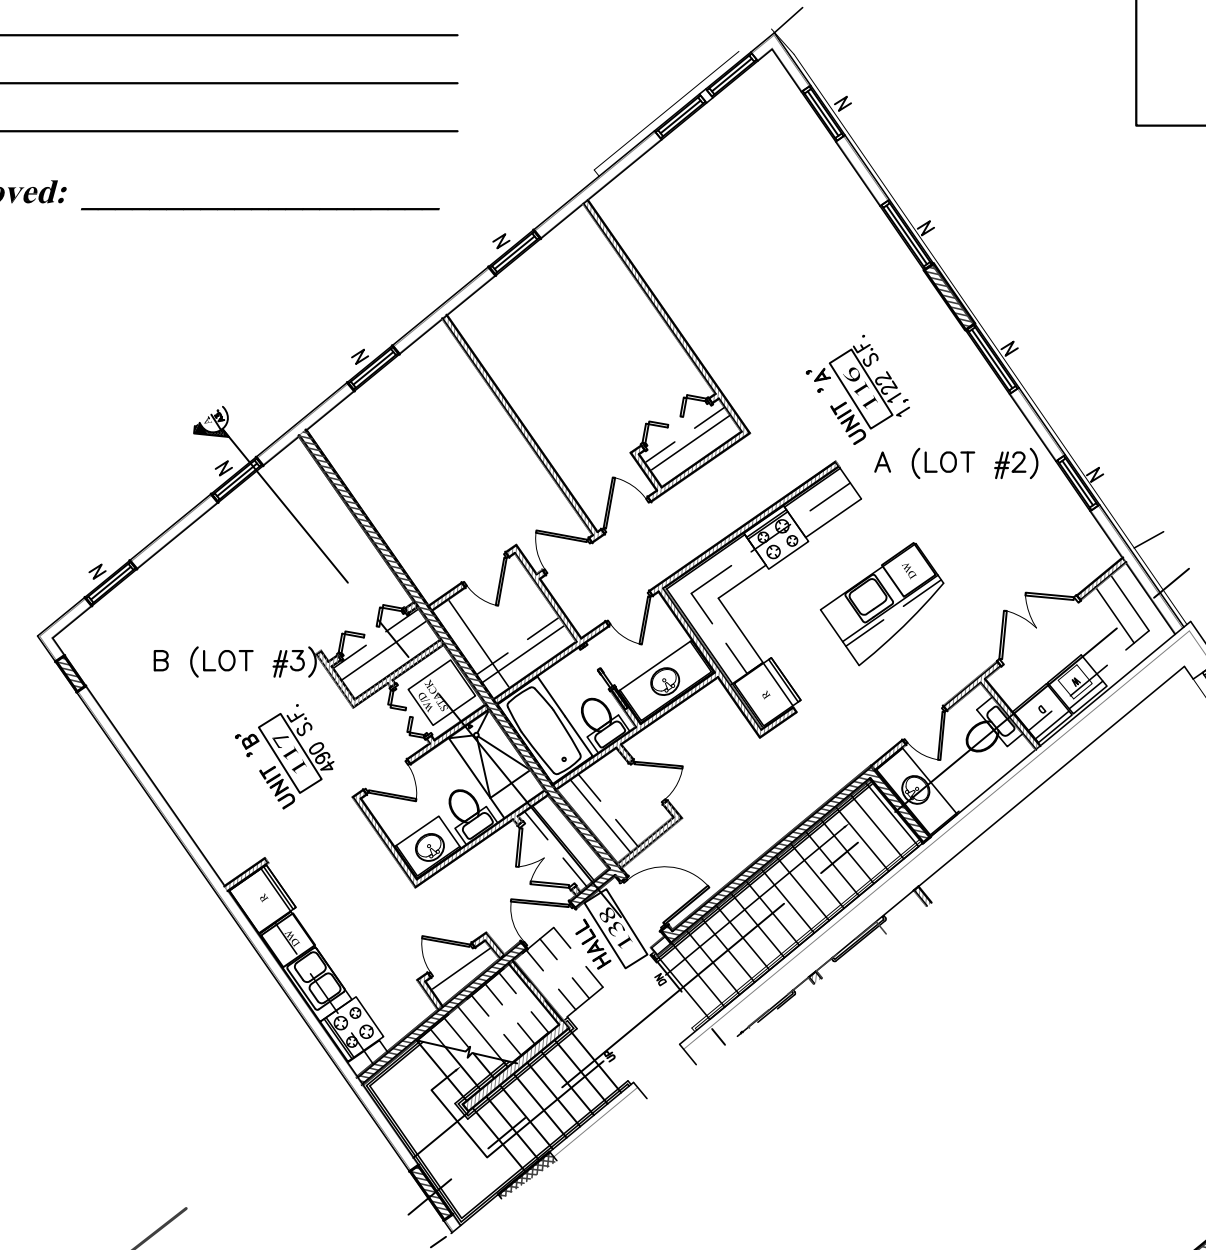 oved:
N
N
N
N
N
N
N
N
N
UNIT 'A'
116
1,122 S.F.
A (LOT #2)
DW
R
W
D
B (LOT #3)
W/D
STACK
UNIT 'B'
117
490 S.F.
R
DW
HALL
138
DN
UP